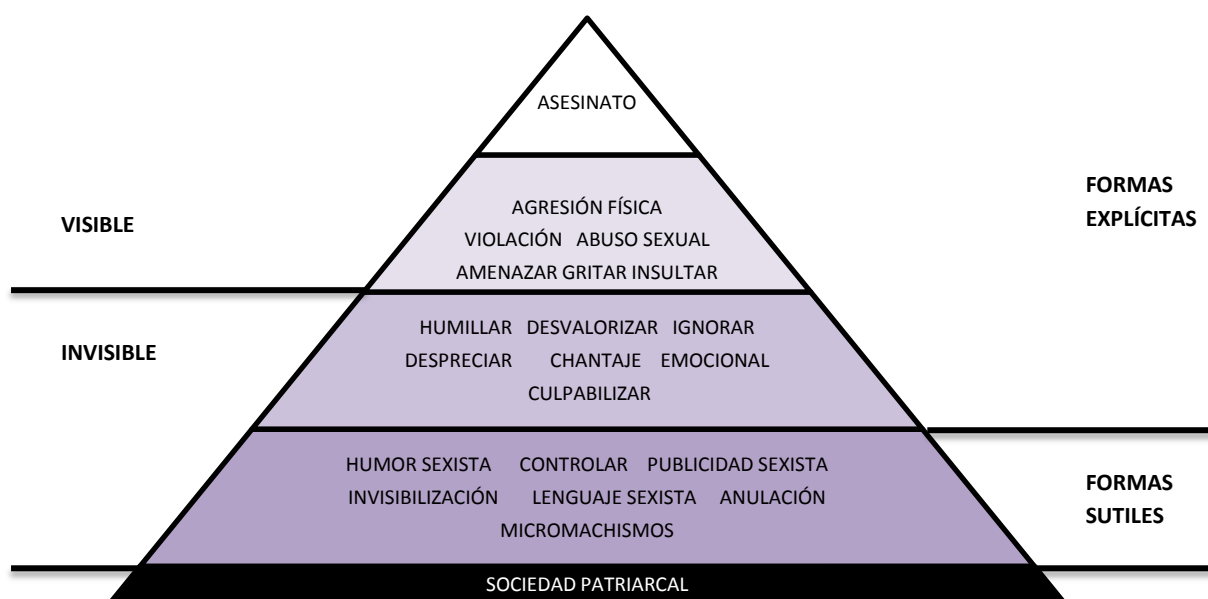 ASESINATO
FORMAS
EXPLÍCITAS
VISIBLE
AGRESIÓN FÍSICA
VIOLACIÓN ABUSO SEXUAL
AMENAZAR GRITAR INSULTAR
INVISIBLE
HUMILLAR DESVALORIZAR IGNORAR
DESPRECIAR CHANTAJE EMOCIONAL
CULPABILIZAR
HUMOR SEXISTA CONTROLAR PUBLICIDAD SEXISTA
INVISIBILIZACIÓN LENGUAJE SEXISTA ANULACIÓN
MICROMACHISMOS
FORMAS
SUTILES
SOCIEDAD PATRIARCAL